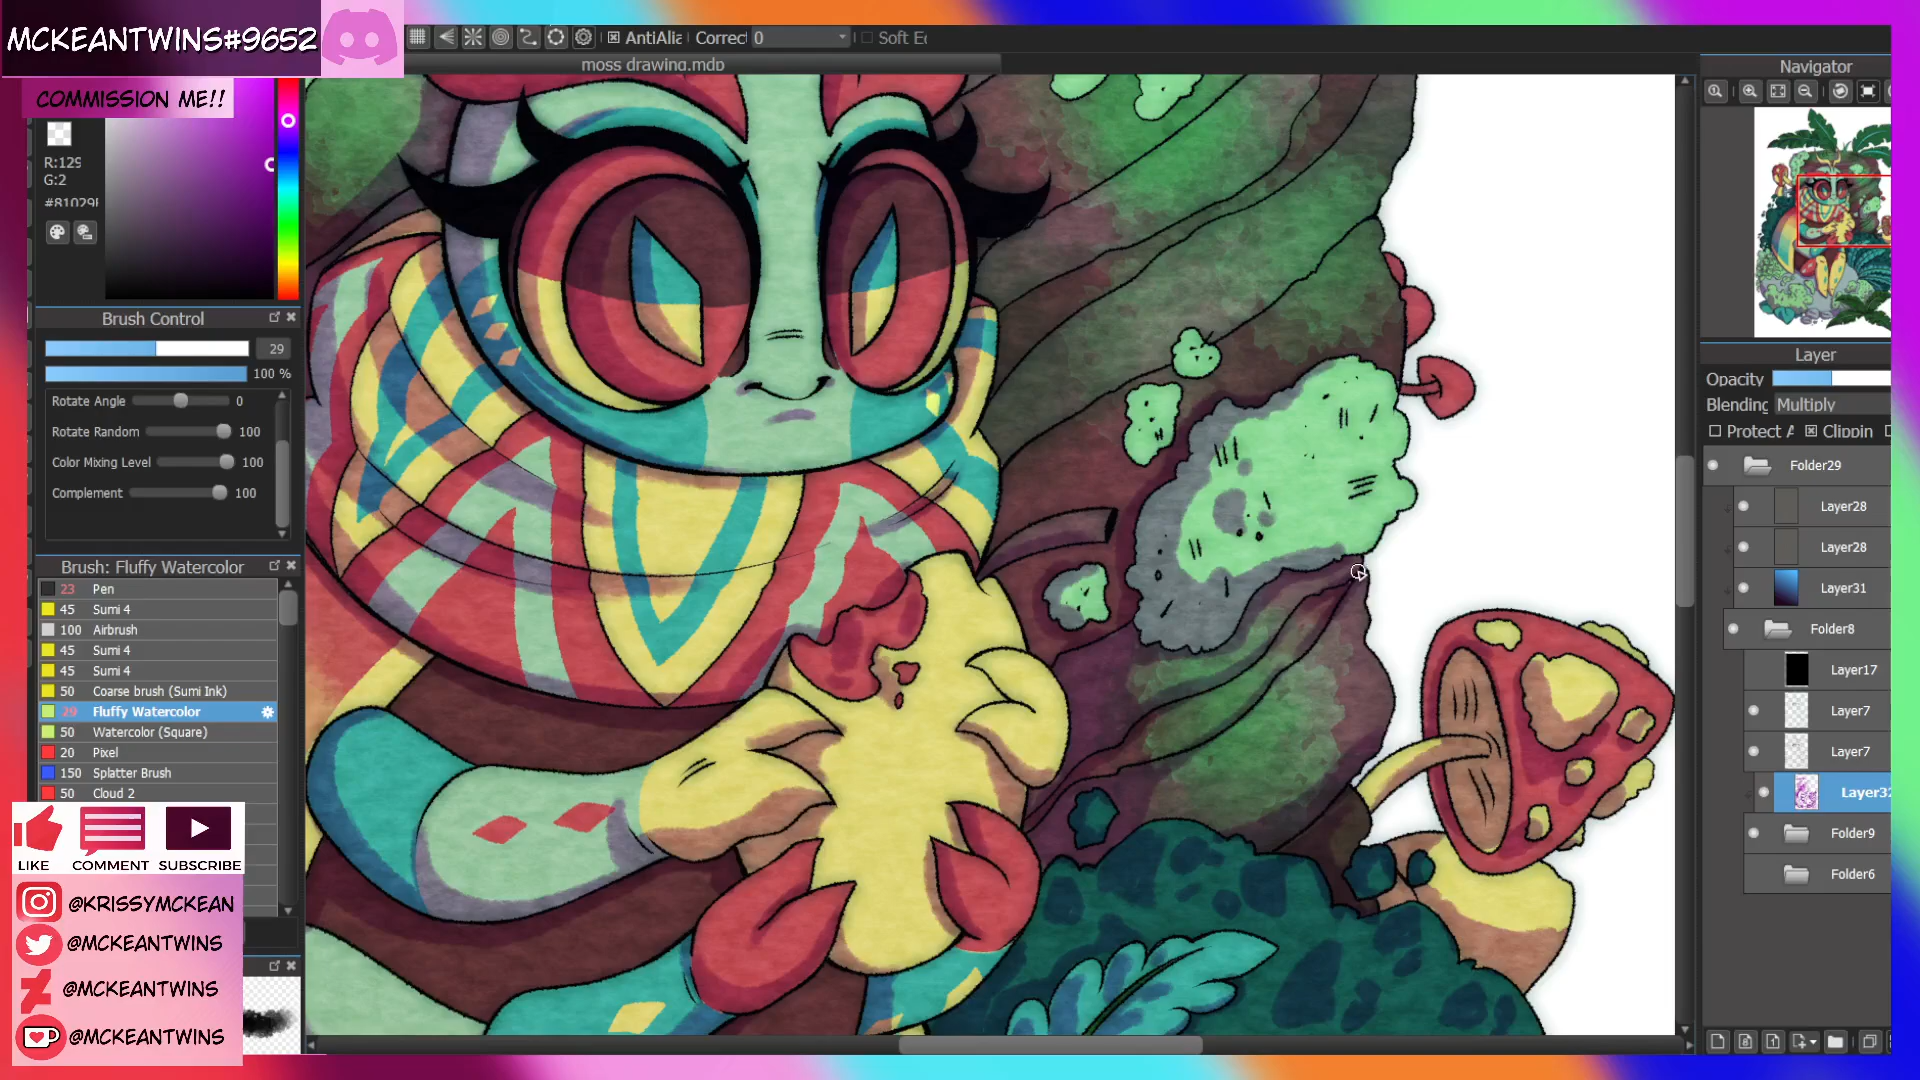 MCKEANTWINS#9652
AntiAlia
Correct
0
Soft E
moss drawing.mdp
COMMISSION ME!!
R:129
G:2
Brush Control
29
100 %
Rotate Angle
0
Rotate Random
100
Color Mixing Level
100
Complement
100
Brush: Fluffy Watercolor
23 Pen
45 Sumi 4
100 Airbrush
45 Sumi 4
45 Sumi 4
50 Coarse brush (Sumi Ink)
29 Fluffy Watercolor
50 Watercolor (Square)
20 Pixel
150 Splatter Brush
50 Cloud 2
LIKE
COMMENT
SUBSCRIBE
@KRISSYMCKEAN
@MCKEANTWINS
@MCKEANTWINS
@MCKEANTWINS
Navigator
Layer
Opacity
Blending
Multiply
Protect A
Clippin
Folder29
Layer28
Layer28
Layer31
Folder8
Layer17
Layer7
Layer7
Layer32
Folder9
Folder6